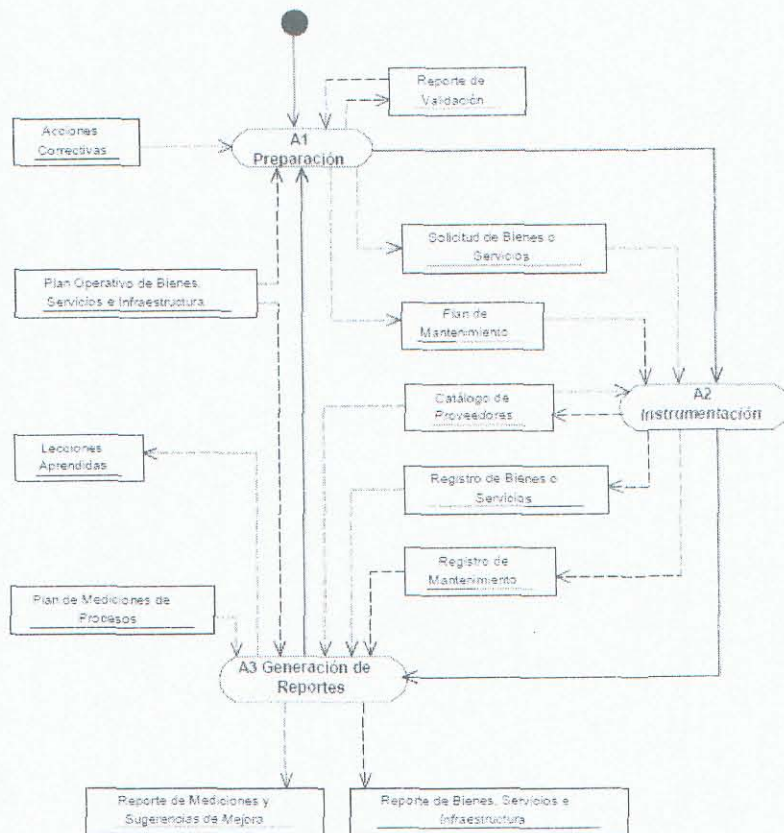 Reporte de
Validación
A1
Preparación
Acciones
Correctivas
Solicitud de Bienes o
Servicios
Plan Operativo de Bienes,
Servicios e Infraestructura
Plan de
Mantenimiento
Catálogo de
Proveedores
A2
Instrumentación
Lecciones
Aprendidas
Registro de Bienes o
Servicios
Registro de
Mantenimiento
Plan de Mediciones de
Procesos
A3 Generación de
Reportes
Reporte de Mediciones y
Sugerencias de Mejora
Reporte de Bienes, Servicios e
Infraestructura